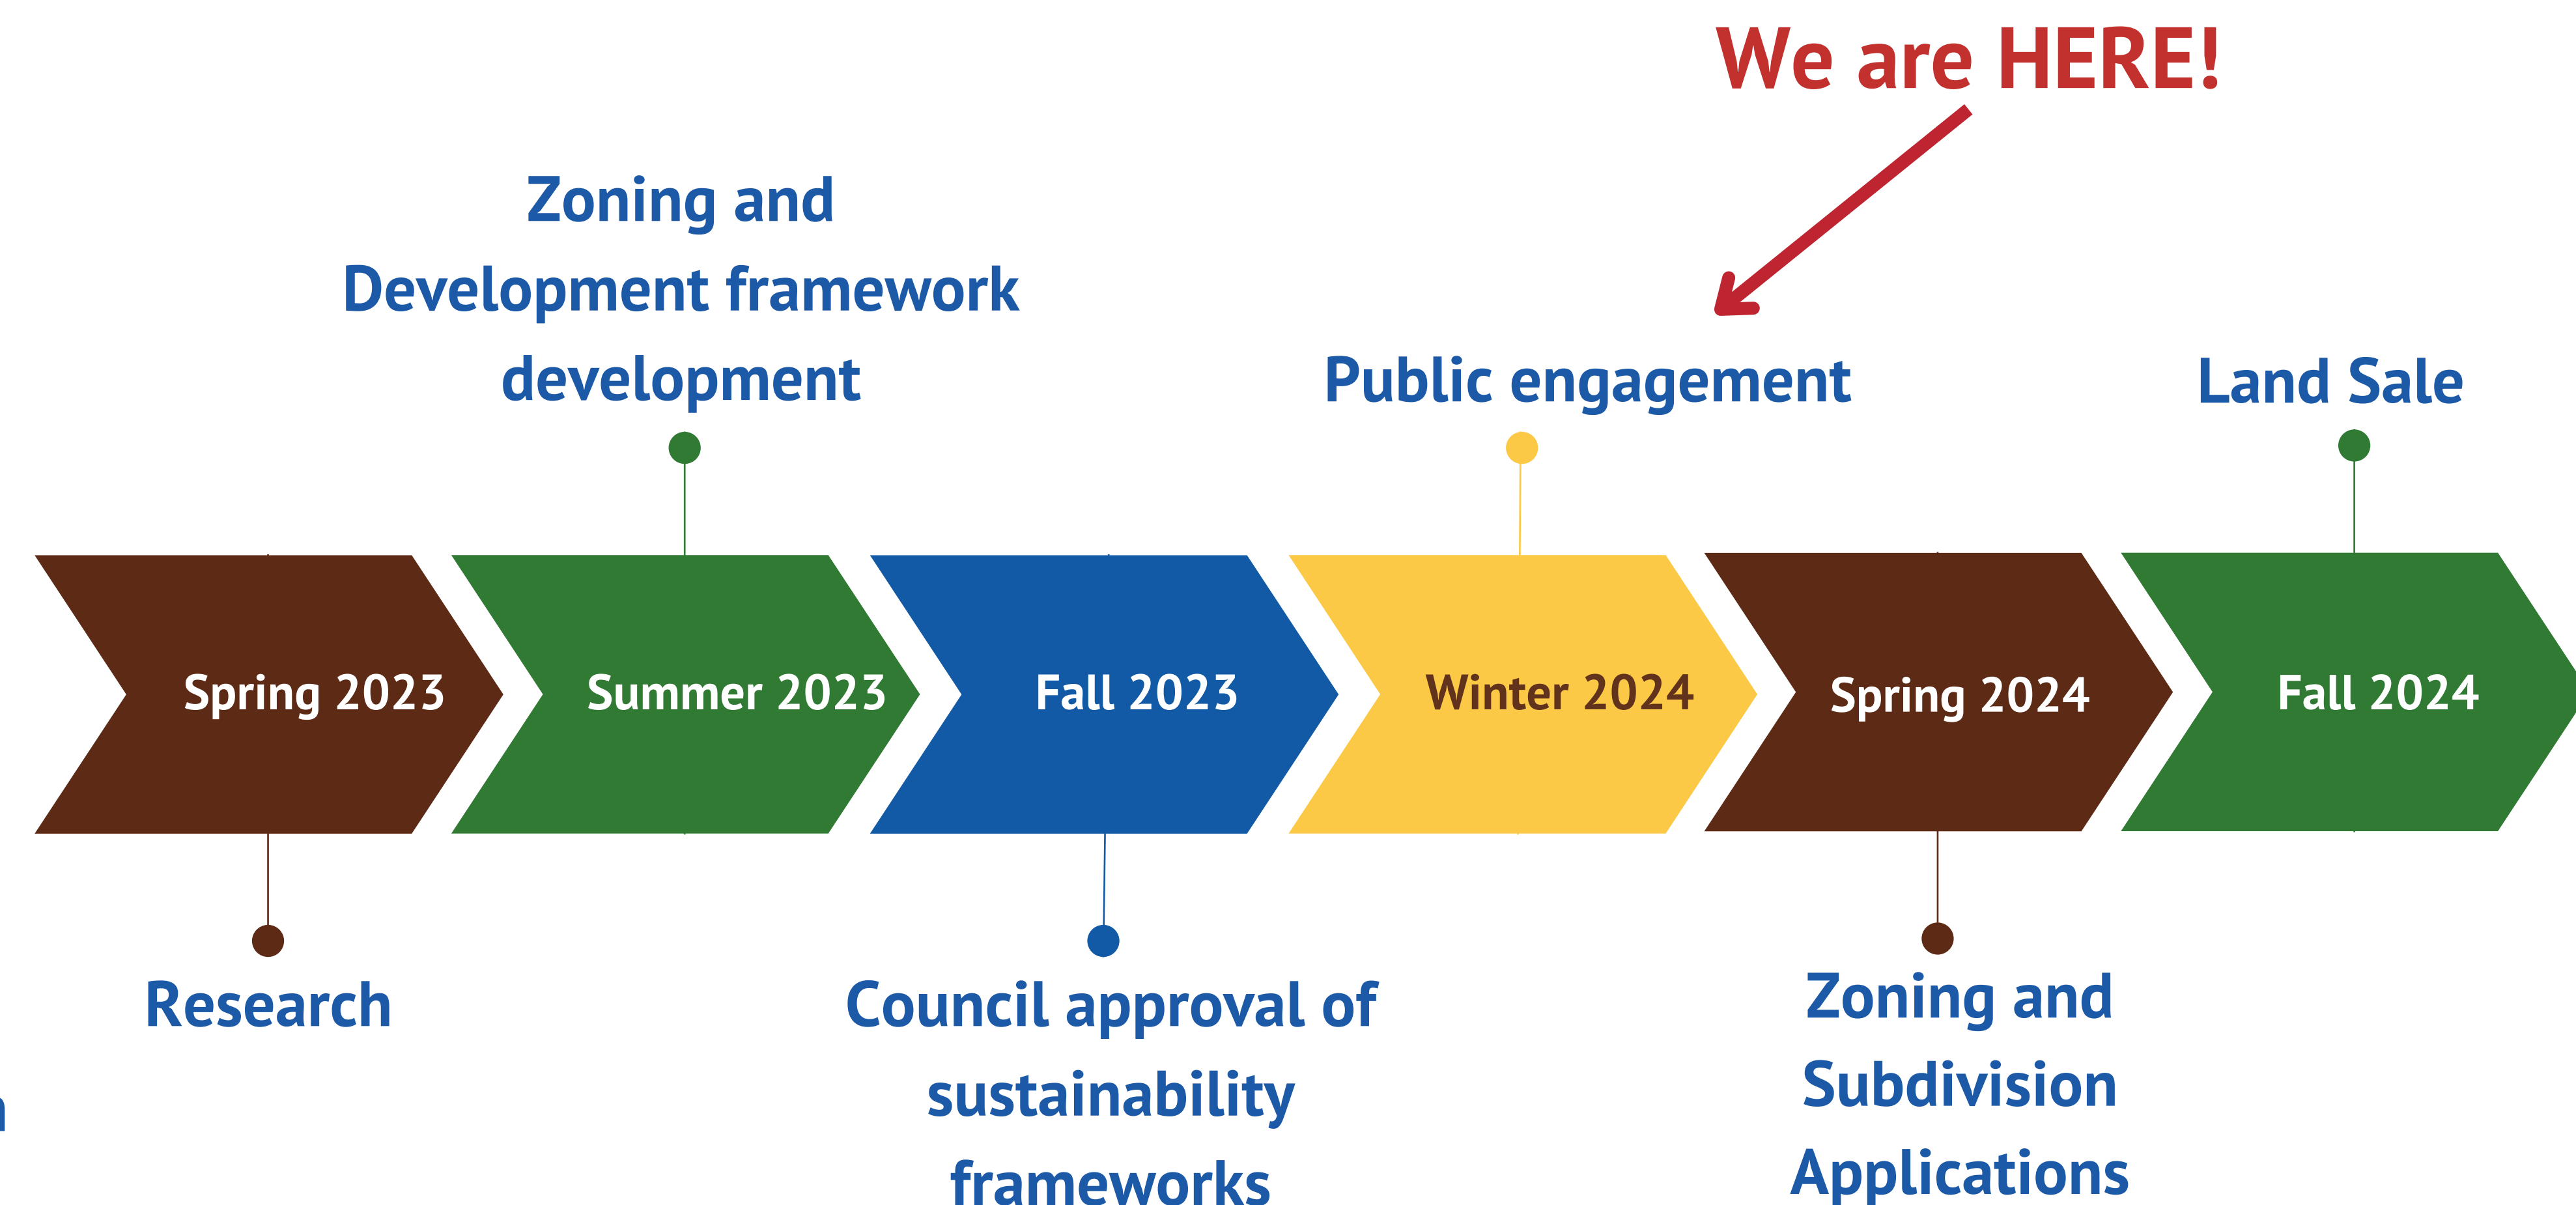 We are HERE!
Zoning and
Development framework
development
Public engagement
Land Sale
Spring 2023
Summer 2023
Fall 2023
Winter 2024
Spring 2024
Fall 2024
Research
Council approval of
sustainability
frameworks
Zoning and
Subdivision
Applications